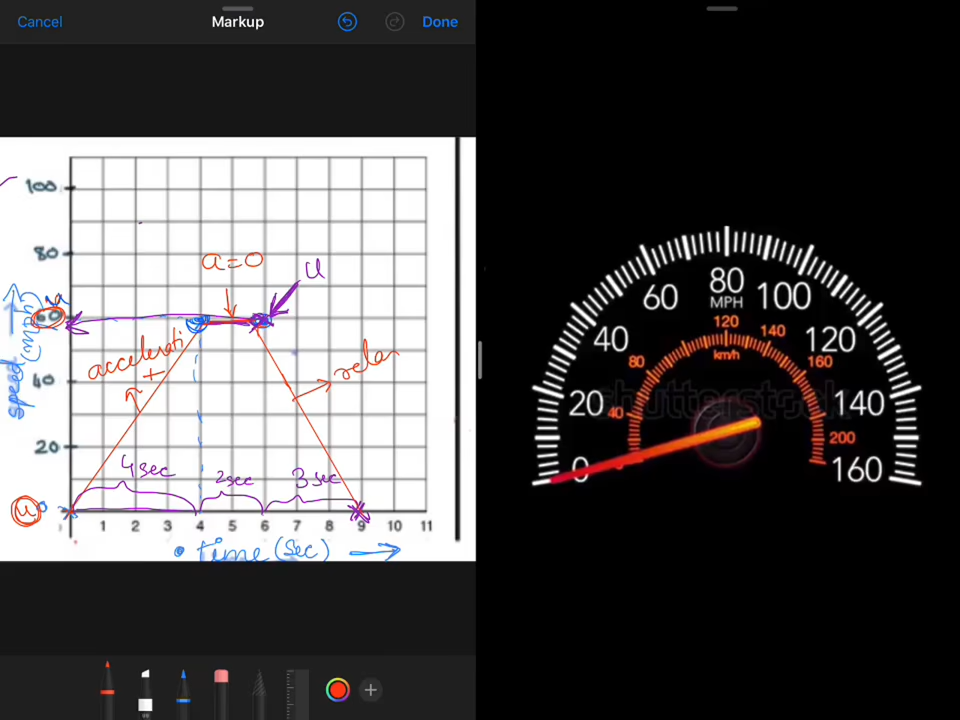 Cancel
Markup
Done
100
80
a=0
u
60
accelerati
+
relar
speed (mph)
40
20
4sec
2sec
3sec
u
0
1 2 3 4 5 6 7 8 9 10 11
time (sec)
80
MPH
60 100
40 120
20 140
0 160
120
km/h
80 140
40 160
200
shutterstock